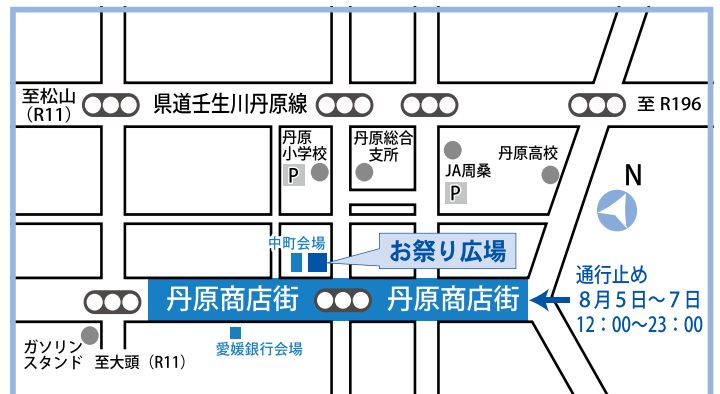 至松山
（R11）
県道壬生川丹原線
至 R196
丹原
小学校
P
丹原総合
支所
JA周桑
P
丹原高校
N
中町会場
お祭り広場
丹原商店街
丹原商店街
通行止め
８月５日～７日
12：00～23：00
ガソリン
スタンド
至大頭（R11）
愛媛銀行会場